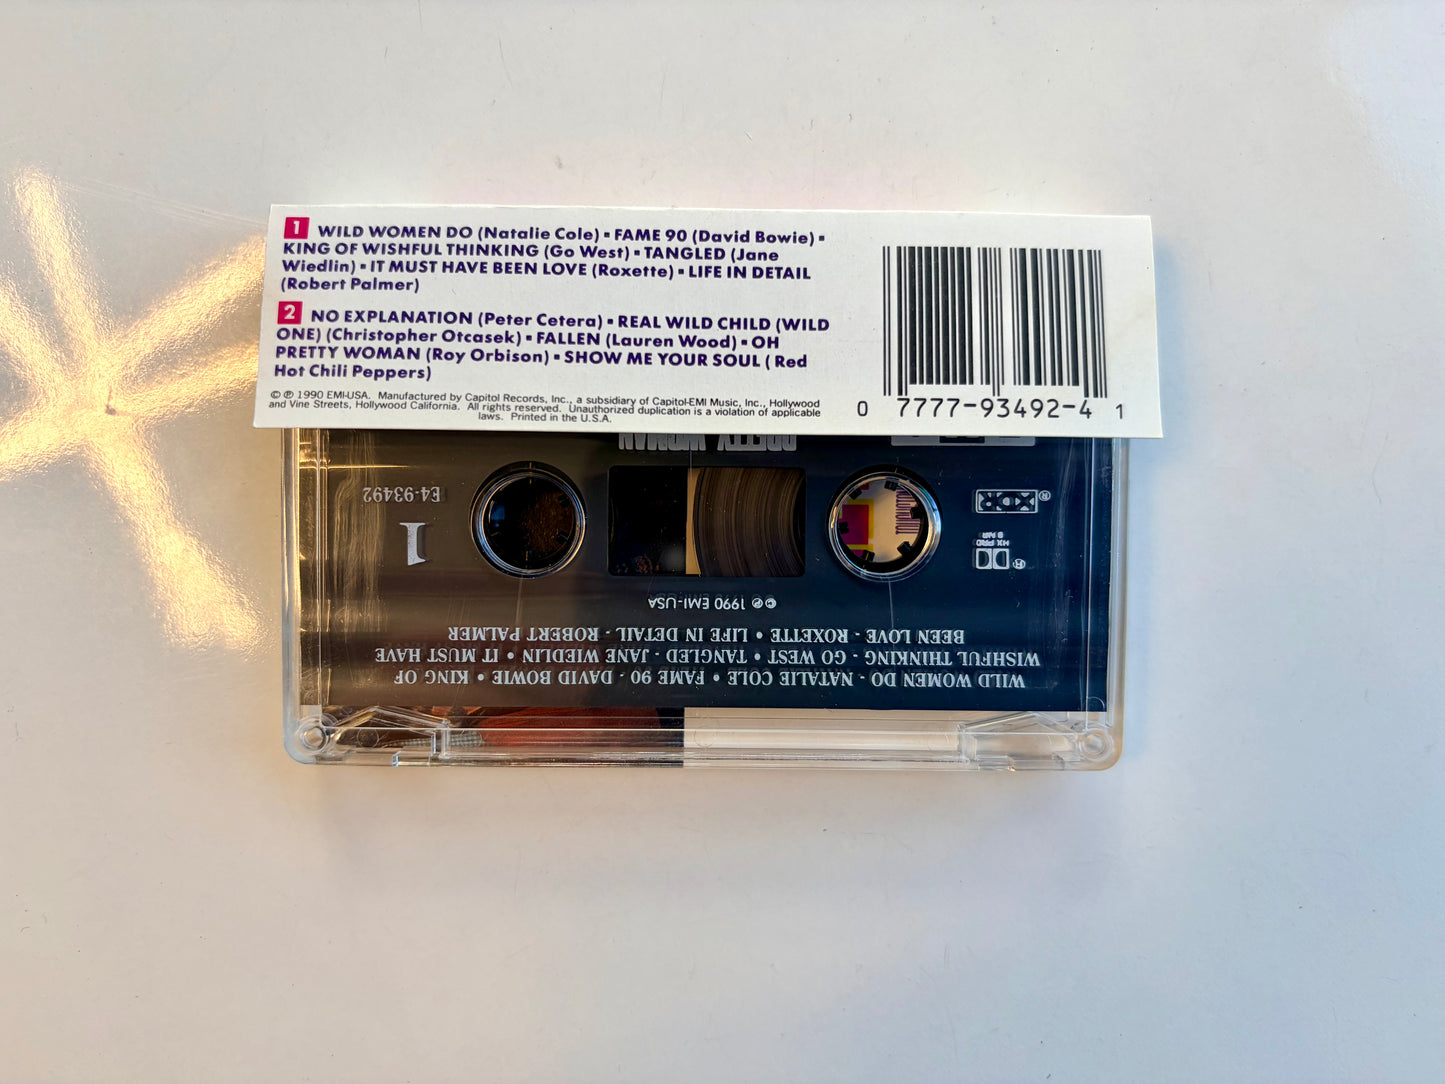 1 WILD WOMEN DO (Natalie Cole) ▪ FAME 90 (David Bowie) ▪
KING OF WISHFUL THINKING (Go West) ▪ TANGLED (Jane
Wiedlin) ▪ IT MUST HAVE BEEN LOVE (Roxette) ▪ LIFE IN DETAIL
(Robert Palmer)
2 NO EXPLANATION (Peter Cetera) ▪ REAL WILD CHILD (WILD
ONE) (Christopher Otcasek) ▪ FALLEN (Lauren Wood) ▪ OH
PRETTY WOMAN (Roy Orbison) ▪ SHOW ME YOUR SOUL ( Red
Hot Chili Peppers)
© ℗ 1990 EMI-USA. Manufactured by Capitol Records, Inc., a subsidiary of Capitol-EMI Music, Inc., Hollywood
and Vine Streets, Hollywood California. All rights reserved. Unauthorized duplication is a violation of applicable
laws. Printed in the U.S.A.
0 7777-93492-4 1
PRETTY WOMAN
E4-93492
1
XDR®
HX PRO
B NR
®
© ℗ 1990 EMI-USA
WILD WOMEN DO - NATALIE COLE • FAME 90 - DAVID BOWIE • KING OF
WISHFUL THINKING - GO WEST • TANGLED - JANE WIEDLIN • IT MUST HAVE
BEEN LOVE - ROXETTE • LIFE IN DETAIL - ROBERT PALMER